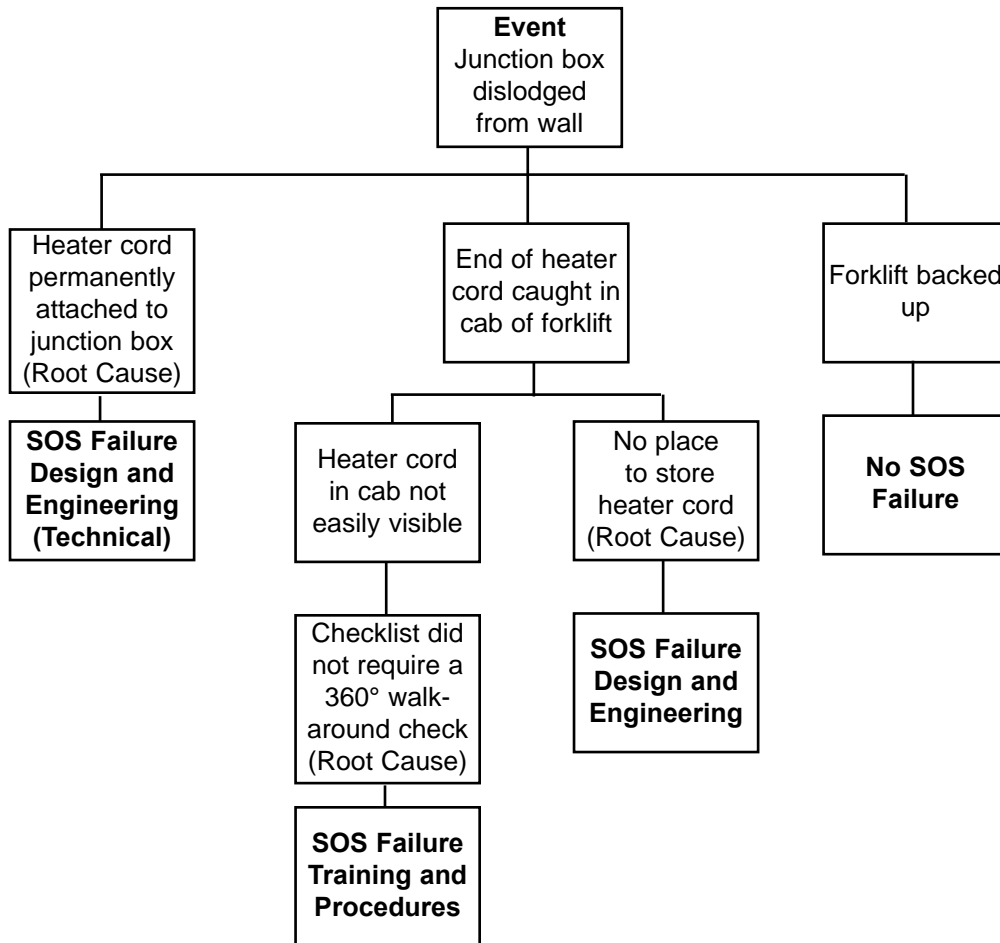 Event
Junction box
dislodged
from wall
Heater cord
permanently
attached to
junction box
(Root Cause)
End of heater
cord caught in
cab of forklift
Forklift backed
up
SOS Failure
Design and
Engineering
(Technical)
Heater cord
in cab not
easily visible
No place
to store
heater cord
(Root Cause)
No SOS
Failure
Checklist did
not require a
360° walk-
around check
(Root Cause)
SOS Failure
Design and
Engineering
SOS Failure
Training and
Procedures